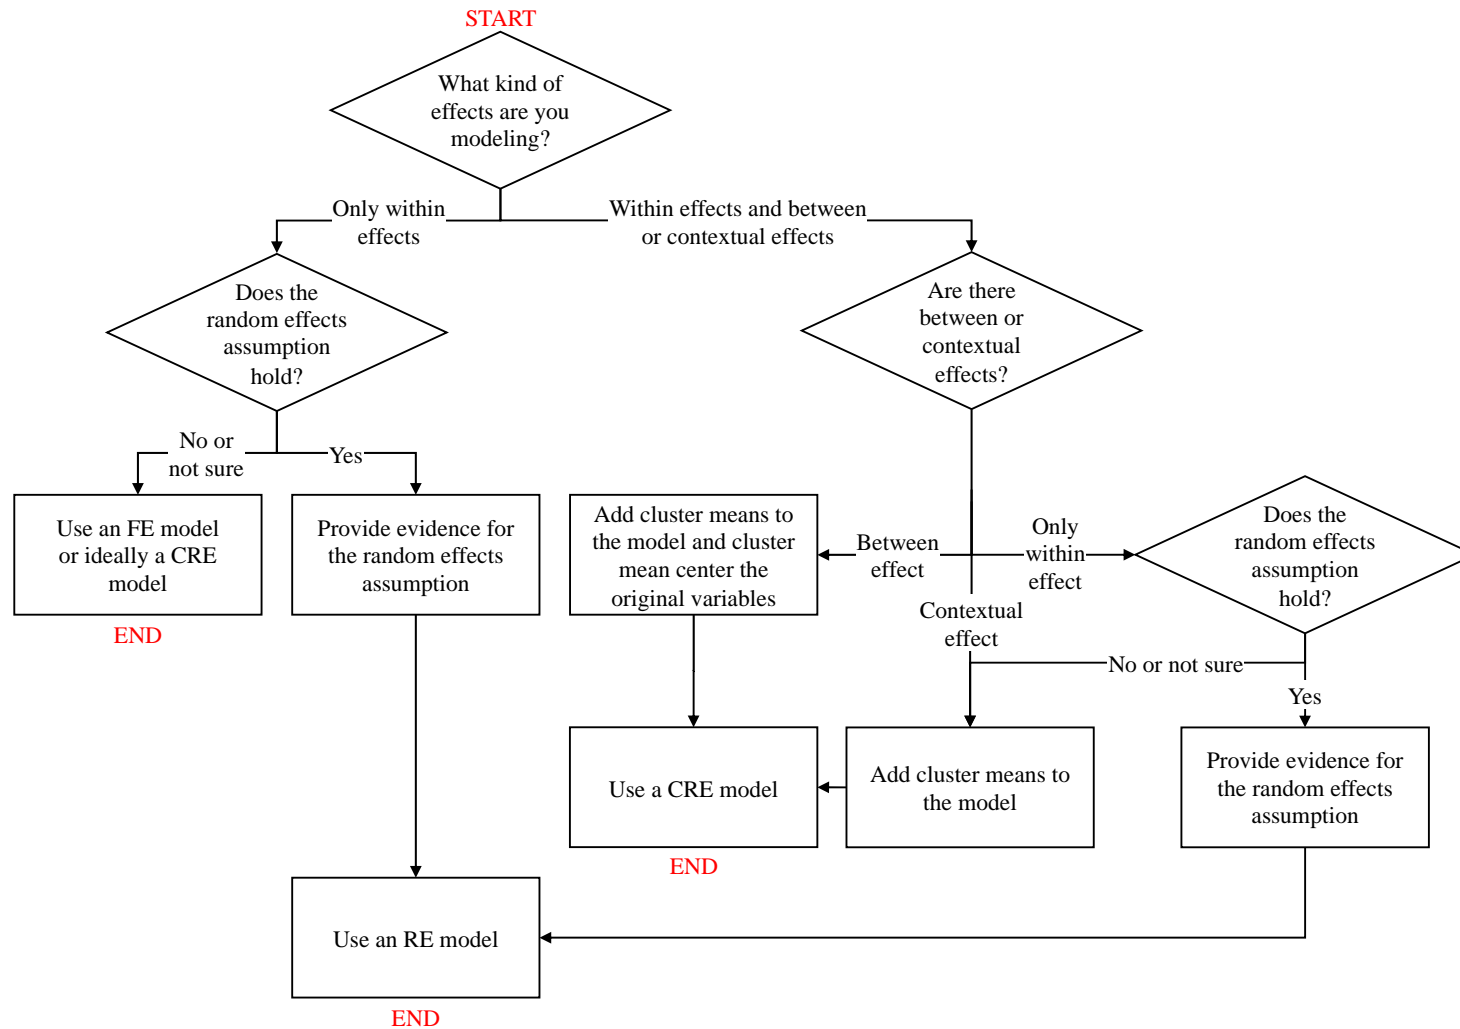 START
What kind of
effects are you
modeling?
Only within
effects
Within effects and between
or contextual effects
Does the
random effects
assumption
hold?
Are there
between or
contextual
effects?
No or
not sure
Yes
Use an FE model
or ideally a CRE
model
END
Provide evidence for
the random effects
assumption
Add cluster means to
the model and cluster
mean center the
original variables
Between
effect
Only
within
effect
Contextual
effect
Does the
random effects
assumption
hold?
No or not sure
Yes
Use a CRE model
END
Add cluster means to
the model
Provide evidence for
the random effects
assumption
Use an RE model
END